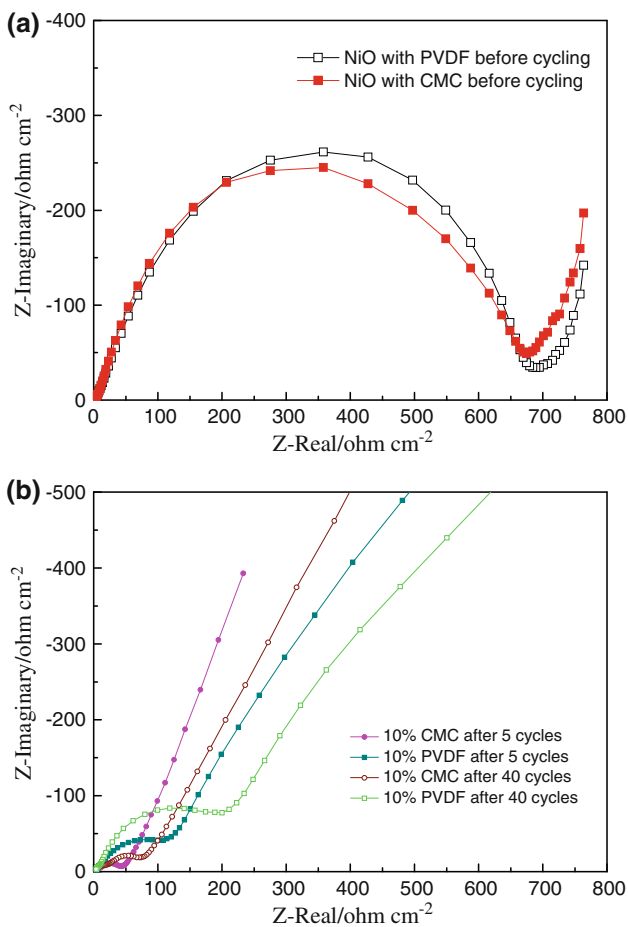 (a)
-400
-300
-200
-100
0
NiO with PVDF before cycling
NiO with CMC before cycling
Z-Imaginary/ohm cm⁻²
0 100 200 300 400 500 600 700 800
Z-Real/ohm cm⁻²
(b)
-500
-400
-300
-200
-100
0
Z-Imaginary/ohm cm⁻²
10% CMC after 5 cycles
10% PVDF after 5 cycles
10% CMC after 40 cycles
10% PVDF after 40 cycles
0 100 200 300 400 500 600 700 800
Z-Real/ohm cm⁻²